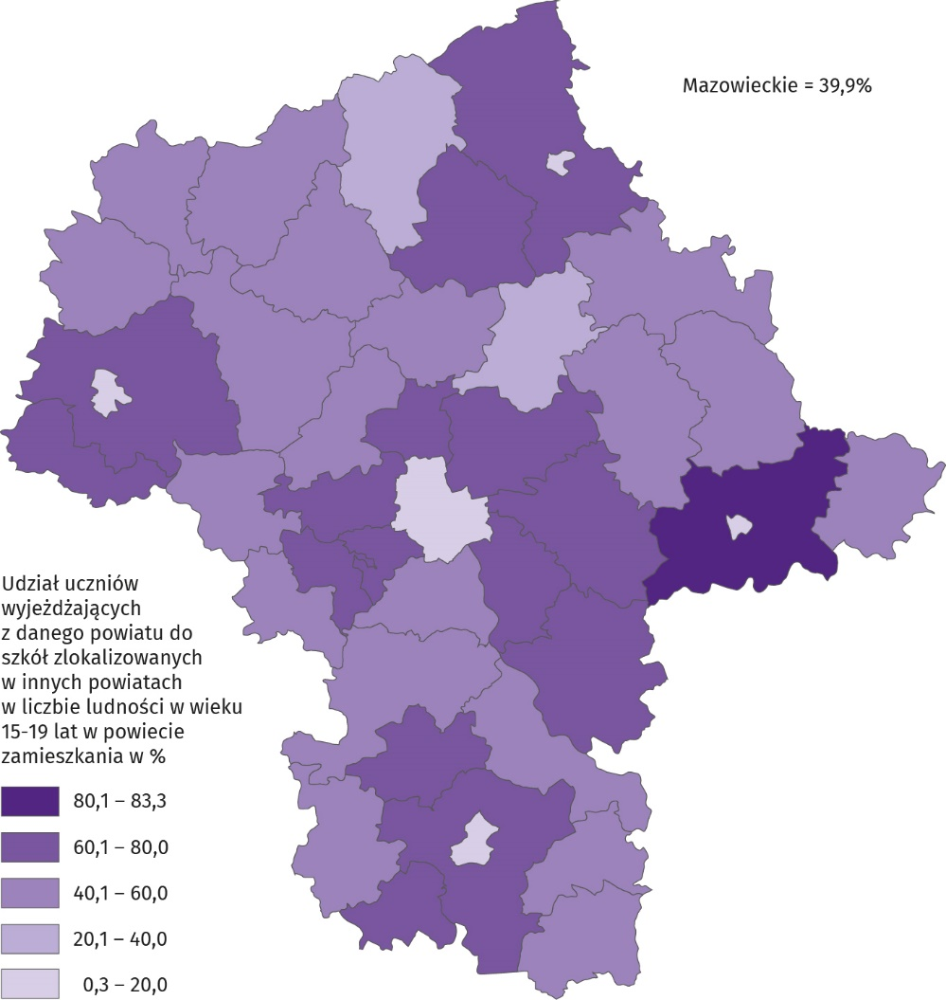 Mazowieckie = 39,9%
Udział uczniów
wyjeżdżających
z danego powiatu do
szkół zlokalizowanych
w innych powiatach
w liczbie ludności w wieku
15-19 lat w powiecie
zamieszkania w %
80,1 – 83,3
60,1 – 80,0
40,1 – 60,0
20,1 – 40,0
0,3 – 20,0